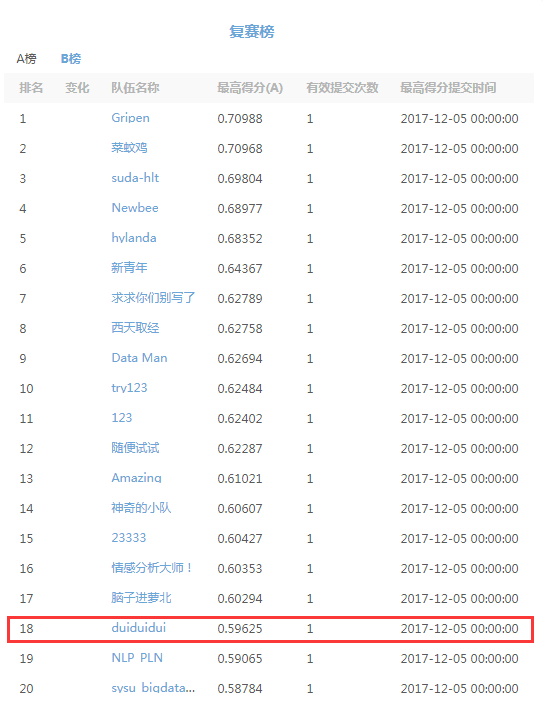 复赛榜
A榜 B榜
排名 变化 队伍名称 最高得分(A) 有效提交次数 最高得分提交时间
1 Gripen 0.70988 1 2017-12-05 00:00:00
2 菜蚊鸡 0.70968 1 2017-12-05 00:00:00
3 suda-hlt 0.69804 1 2017-12-05 00:00:00
4 Newbee 0.68977 1 2017-12-05 00:00:00
5 hylanda 0.68352 1 2017-12-05 00:00:00
6 新青年 0.64367 1 2017-12-05 00:00:00
7 求求你们别写了 0.62789 1 2017-12-05 00:00:00
8 西天取经 0.62758 1 2017-12-05 00:00:00
9 Data Man 0.62694 1 2017-12-05 00:00:00
10 try123 0.62484 1 2017-12-05 00:00:00
11 123 0.62402 1 2017-12-05 00:00:00
12 随便试试 0.62287 1 2017-12-05 00:00:00
13 Amazing 0.61021 1 2017-12-05 00:00:00
14 神奇的小队 0.60607 1 2017-12-05 00:00:00
15 23333 0.60427 1 2017-12-05 00:00:00
16 情感分析大师！ 0.60353 1 2017-12-05 00:00:00
17 脑子进萝北 0.60294 1 2017-12-05 00:00:00
18 duiduidui 0.59625 1 2017-12-05 00:00:00
19 NLP_PLN 0.59065 1 2017-12-05 00:00:00
20 sysu_bigdata... 0.58784 1 2017-12-05 00:00:00